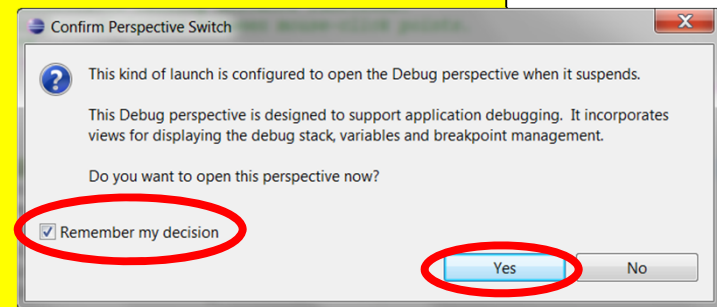 Confirm Perspective Switch
This kind of launch is configured to open the Debug perspective when it suspends.
This Debug perspective is designed to support application debugging. It incorporates
views for displaying the debug stack, variables and breakpoint management.
Do you want to open this perspective now?
Remember my decision
Yes
No